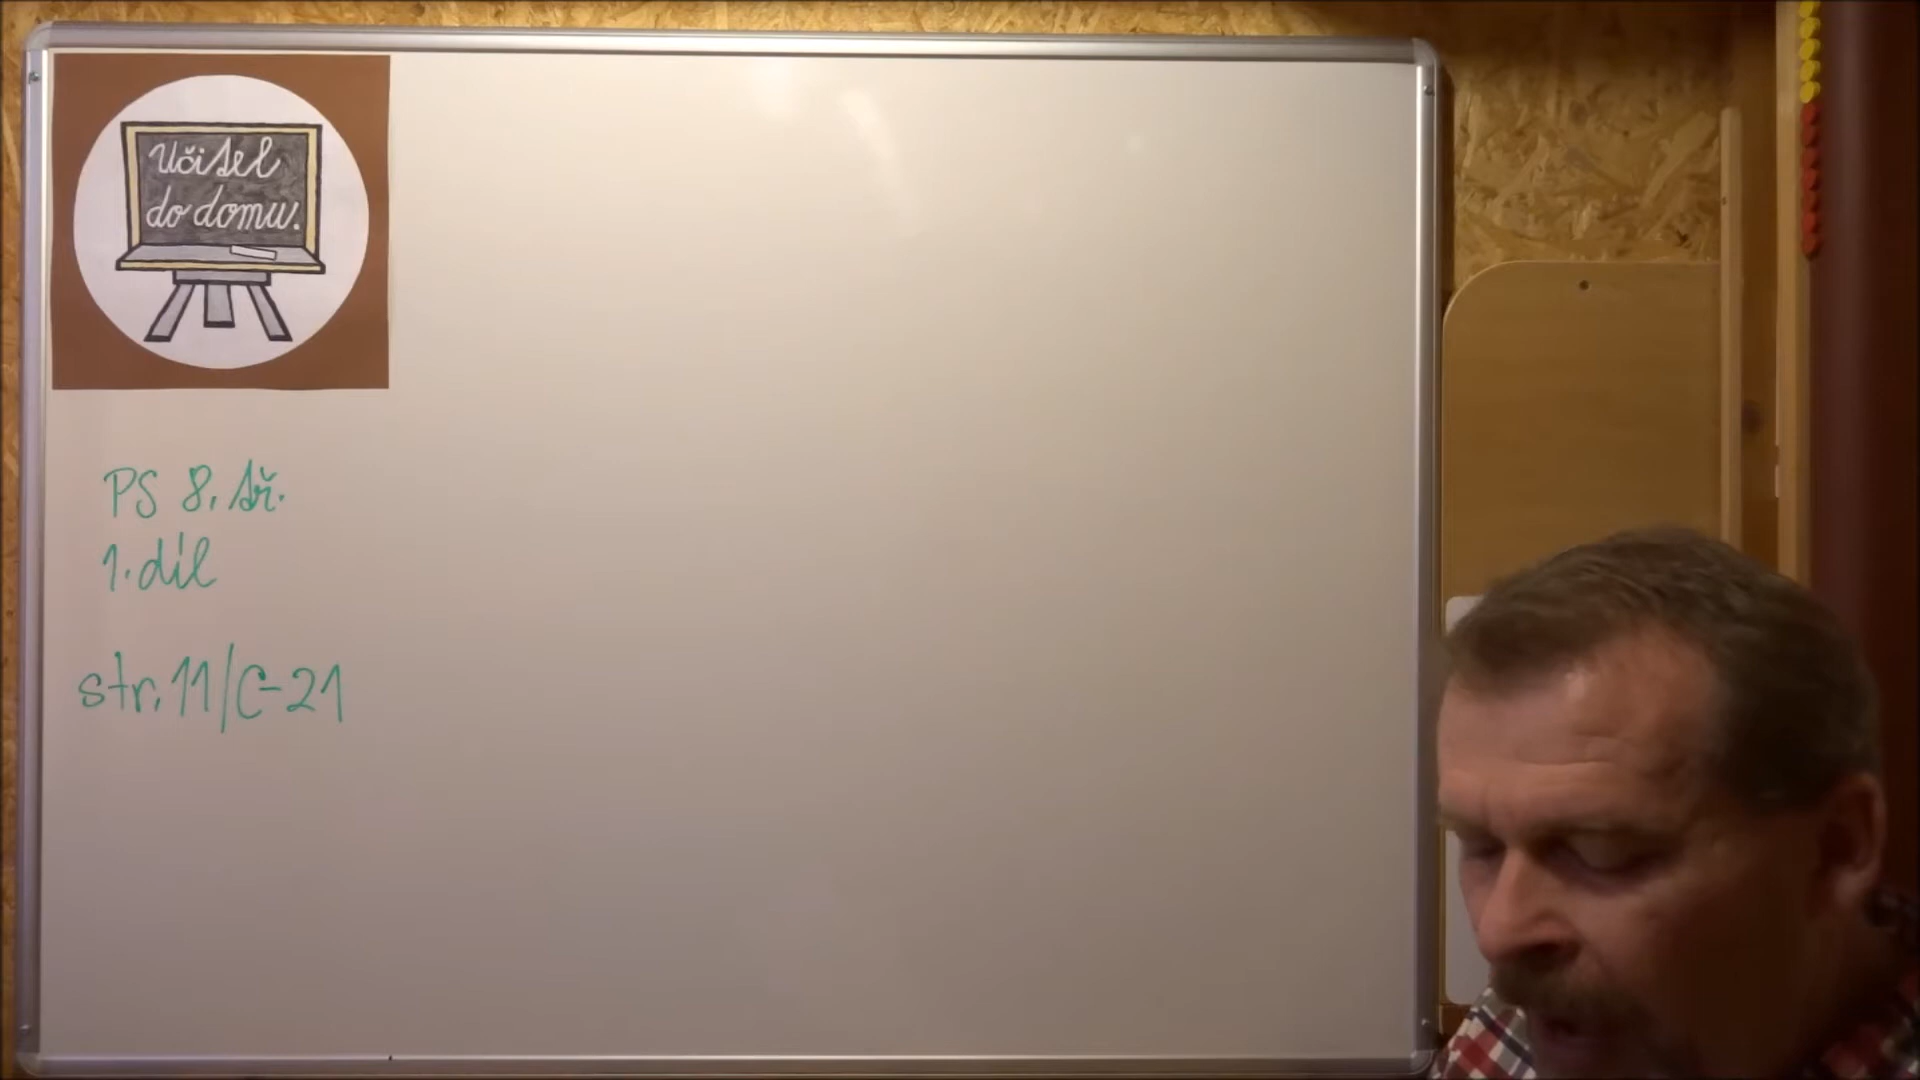 Učitel
do domu.
PS 8. tř.
1. díl
str. 11/C-21